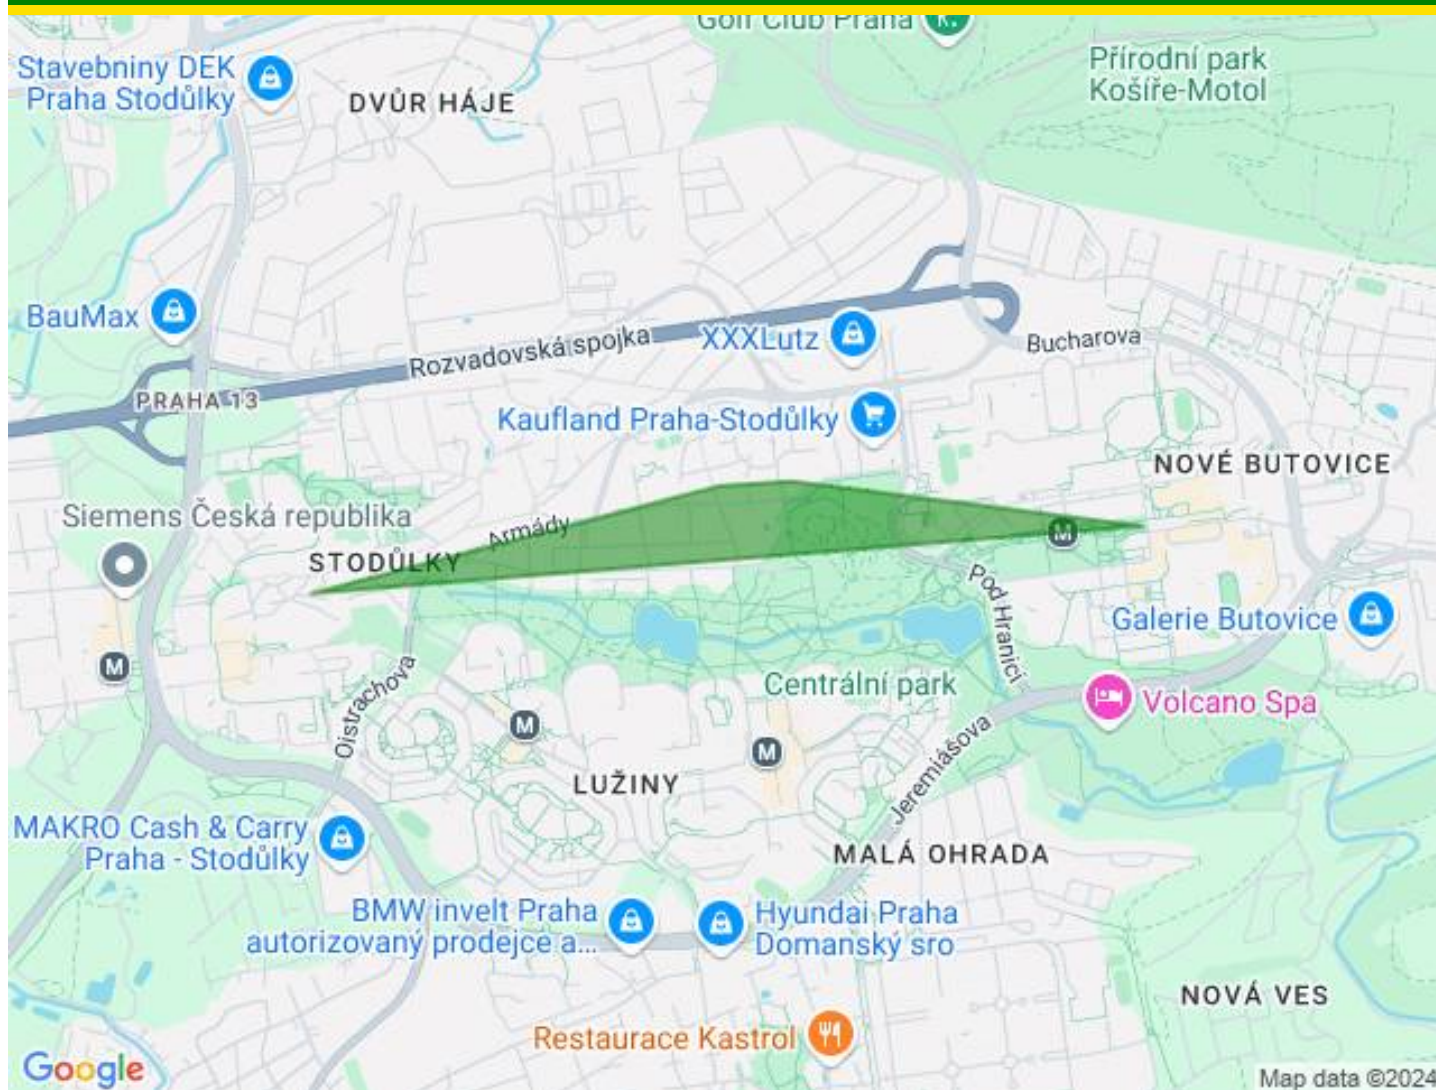 Golf Club Praha
Přírodní park
Košíře-Motol
Stavebniny DEK
Praha Stodůlky
DVŮR HÁJE
BauMax
Rozvadovská spojka
XXXLutz
Bucharova
PRAHA 13
Kaufland Praha-Stodůlky
NOVÉ BUTOVICE
Siemens Česká republika
Armády
STODŮLKY
M
Pod Hranicí
Galerie Butovice
M
Oistrachova
Centrální park
Volcano Spa
M
M
Jeremiášova
LUŽINY
MAKRO Cash & Carry
Praha - Stodůlky
MALÁ OHRADA
BMW invelt Praha
autorizovaný prodejce a...
Hyundai Praha
Domanský sro
NOVÁ VES
Restaurace Kastrol
Google
Map data ©2024